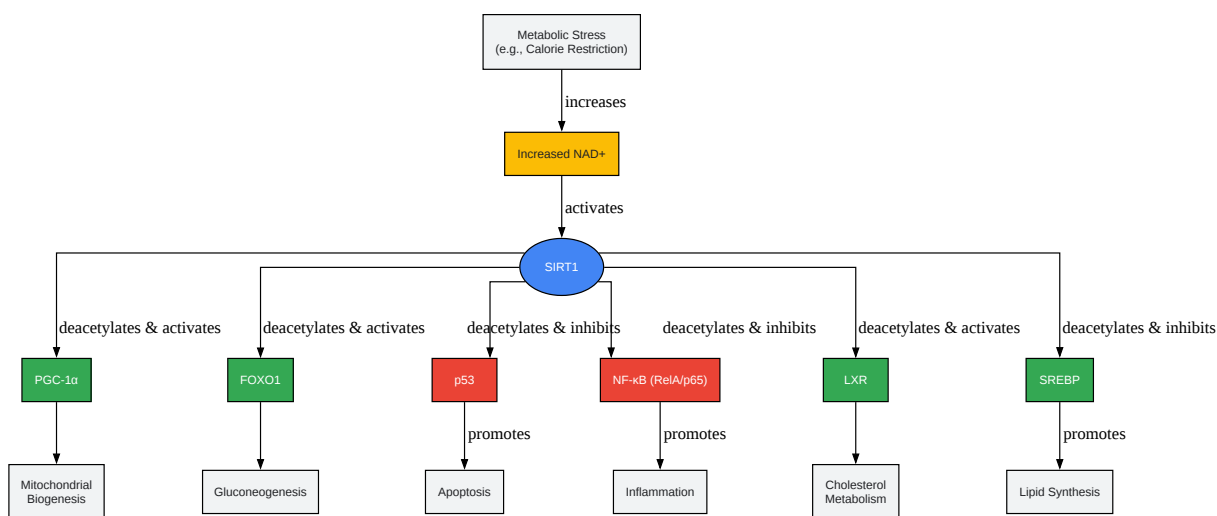 Metabolic Stress
(e.g., Calorie Restriction)
increases
Increased NAD+
activates
SIRT1
deacetylates & activates
deacetylates & activates
deacetylates & inhibits
deacetylates & inhibits
deacetylates & activates
deacetylates & inhibits
PGC-1α
FOXO1
p53
NF-κB (RelA/p65)
LXR
SREBP
promotes
promotes
promotes
Mitochondrial
Biogenesis
Gluconeogenesis
Apoptosis
Inflammation
Cholesterol
Metabolism
Lipid Synthesis